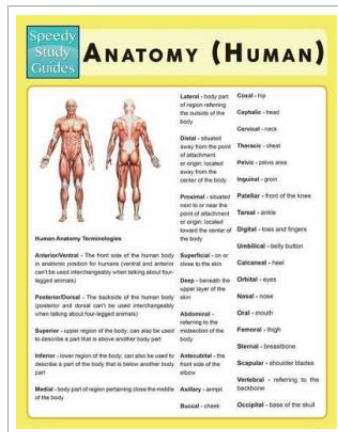 Speedy
Study
Guides
ANATOMY (HUMAN)
Human Anatomy Terminologies
Anterior/Ventral - The front side of the human body
in anatomic position for humans (ventral and anterior
can't be used interchangeably when talking about four-
legged animals)
Posterior/Dorsal - The backside of the human body
(posterior and dorsal can't be used interchangeably
when talking about four-legged animals)
Superior - upper region of the body; can also be used
to describe a part that is above another body part
Inferior - lower region of the body; can also be used to
describe a part of the body that is below another body
part
Medial - body part of region pertaining close the middle
of the body
Lateral - body part
of region referring
the outside of the
body
Distal - situated
away from the point
of attachment
or origin; located
away from the
center of the body
Proximal - situated
next to or near the
point of attachment
or origin; located
toward the center of
the body
Superficial - on or
close to the skin
Deep - beneath the
upper layer of the
skin
Abdominal -
referring to the
midsection of the
body
Antecubital - the
front side of the
elbow
Axillary - armpit
Buccal - cheek
Coxal - hip
Cephalic - head
Cervical - neck
Thoracic - chest
Pelvic - pelvis area
Inguinal - groin
Patellar - front of the knee
Tarsal - ankle
Digital - toes and fingers
Umbilical - belly button
Calcaneal - heel
Orbital - eyes
Nasal - nose
Oral - mouth
Femoral - thigh
Sternal - breastbone
Scapular - shoulder blades
Vertebral - referring to the
backbone
Occipital - base of the skull